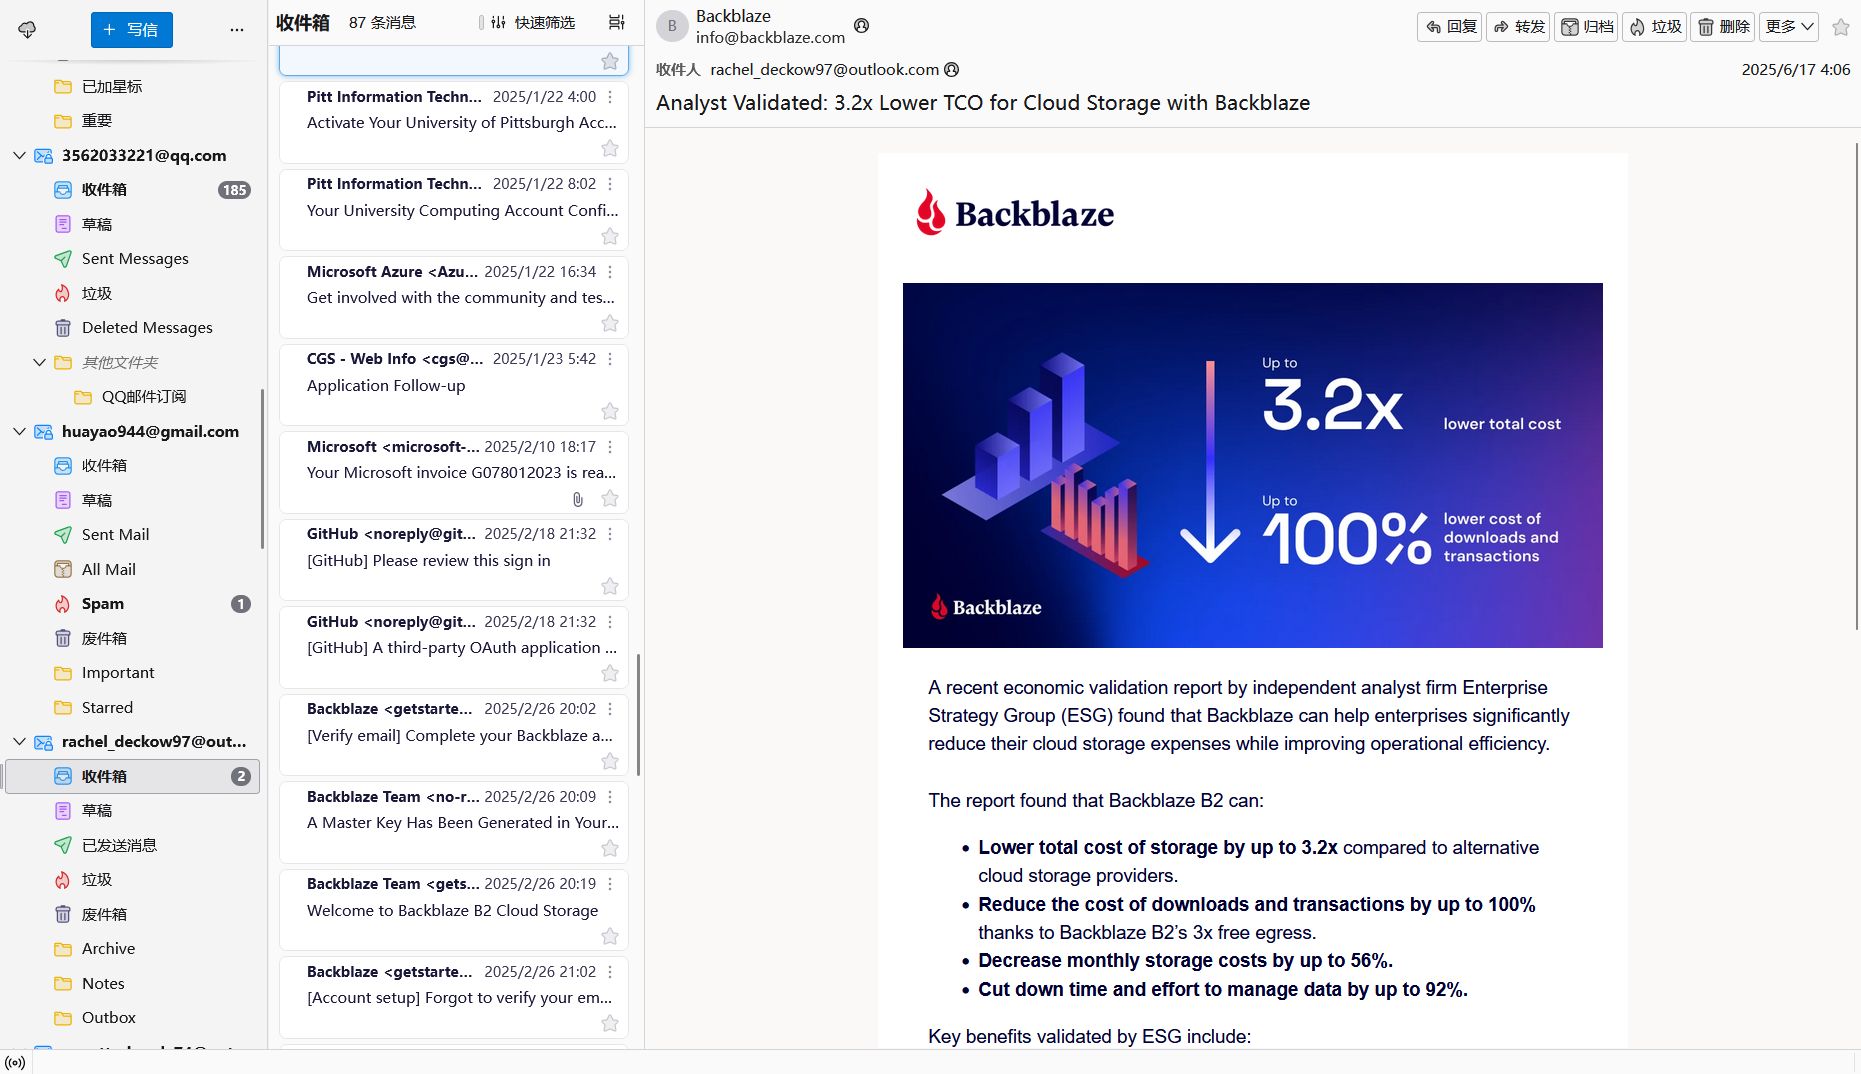 写信
已加星标
重要
3562033221@qq.com
收件箱 185
草稿
Sent Messages
垃圾
Deleted Messages
其他文件夹
QQ邮件订阅
huayao944@gmail.com
收件箱
草稿
Sent Mail
All Mail
Spam 1
废件箱
Important
Starred
rachel_deckow97@out...
收件箱 2
草稿
已发送消息
垃圾
废件箱
Archive
Notes
Outbox
收件箱 87 条消息 快速筛选
Pitt Information Techn... 2025/1/22 4:00
Activate Your University of Pittsburgh Acc...
Pitt Information Techn... 2025/1/22 8:02
Your University Computing Account Confi...
Microsoft Azure <Azu... 2025/1/22 16:34
Get involved with the community and tes...
CGS - Web Info <cgs@... 2025/1/23 5:42
Application Follow-up
Microsoft <microsoft-... 2025/2/10 18:17
Your Microsoft invoice G078012023 is rea...
GitHub <noreply@git... 2025/2/18 21:32
[GitHub] Please review this sign in
GitHub <noreply@git... 2025/2/18 21:32
[GitHub] A third-party OAuth application ...
Backblaze <getstarte... 2025/2/26 20:02
[Verify email] Complete your Backblaze a...
Backblaze Team <no-r... 2025/2/26 20:09
A Master Key Has Been Generated in Your...
Backblaze Team <gets... 2025/2/26 20:19
Welcome to Backblaze B2 Cloud Storage
Backblaze <getstarte... 2025/2/26 21:02
[Account setup] Forgot to verify your em...
B
Backblaze
info@backblaze.com
回复 转发 归档 垃圾 删除 更多
收件人 rachel_deckow97@outlook.com 2025/6/17 4:06
Analyst Validated: 3.2x Lower TCO for Cloud Storage with Backblaze
Backblaze
Up to
3.2x lower total cost
Up to
100% lower cost of
downloads and
transactions
Backblaze
A recent economic validation report by independent analyst firm Enterprise
Strategy Group (ESG) found that Backblaze can help enterprises significantly
reduce their cloud storage expenses while improving operational efficiency.
The report found that Backblaze B2 can:
• Lower total cost of storage by up to 3.2x compared to alternative
cloud storage providers.
• Reduce the cost of downloads and transactions by up to 100%
thanks to Backblaze B2’s 3x free egress.
• Decrease monthly storage costs by up to 56%.
• Cut down time and effort to manage data by up to 92%.
Key benefits validated by ESG include: